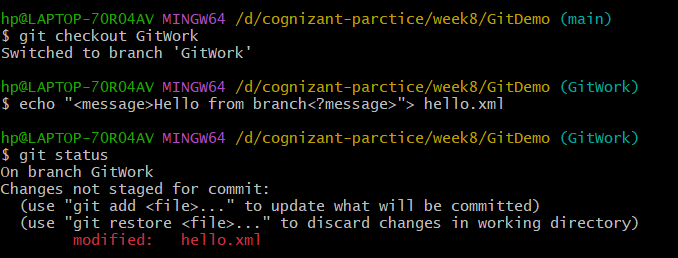 hp@LAPTOP-7OR04AV MINGW64 /d/cognizant-parctice/week8/GitDemo (main)
$ git checkout GitWork
Switched to branch 'GitWork'
hp@LAPTOP-7OR04AV MINGW64 /d/cognizant-parctice/week8/GitDemo (GitWork)
$ echo "<message>Hello from branch<?message>"> hello.xml
hp@LAPTOP-7OR04AV MINGW64 /d/cognizant-parctice/week8/GitDemo (GitWork)
$ git status
On branch GitWork
Changes not staged for commit:
  (use "git add <file>..." to update what will be committed)
  (use "git restore <file>..." to discard changes in working directory)
        modified:   hello.xml